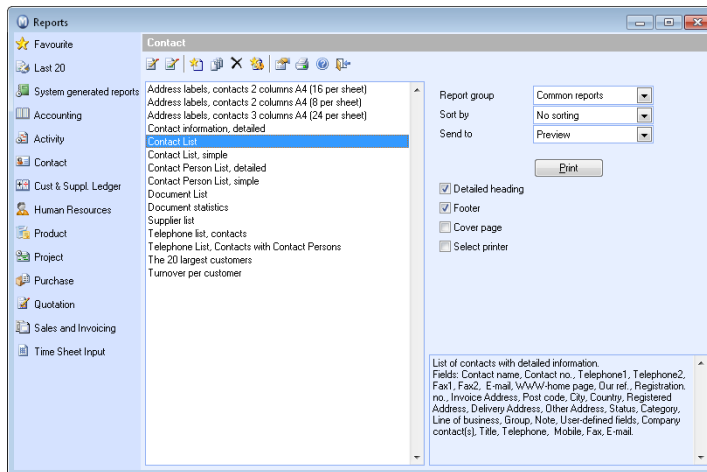 Reports
Favourite
Last 20
System generated reports
Accounting
Activity
Contact
Cust & Suppl. Ledger
Human Resources
Product
Project
Purchase
Quotation
Sales and Invoicing
Time Sheet Input
Contact
Address labels, contacts 2 columns A4 (16 per sheet)
Address labels, contacts 2 columns A4 (8 per sheet)
Address labels, contacts 3 columns A4 (24 per sheet)
Contact information, detailed
Contact List
Contact List, simple
Contact Person List, detailed
Contact Person List, simple
Document List
Document statistics
Supplier list
Telephone list, contacts
Telephone List, Contacts with Contact Persons
The 20 largest customers
Turnover per customer
Report group Common reports
Sort by No sorting
Send to Preview
Print
Detailed heading
Footer
Cover page
Select printer
List of contacts with detailed information.
Fields: Contact name, Contact no., Telephone1, Telephone2,
Fax1, Fax2, E-mail, WWW-home page, Our ref., Registration.
no., Invoice Address, Post code, City, Country, Registered
Address, Delivery Address, Other Address, Status, Category,
Line of business, Group, Note, User-defined fields, Company
contact(s), Title, Telephone, Mobile, Fax, E-mail.